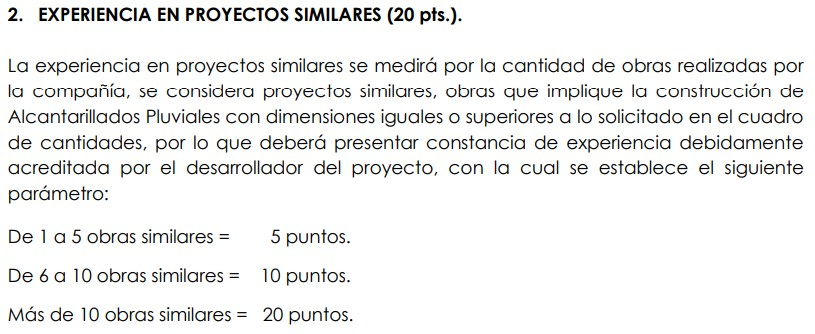 2. EXPERIENCIA EN PROYECTOS SIMILARES (20 pts.).
La experiencia en proyectos similares se medirá por la cantidad de obras realizadas por
la compañía, se considera proyectos similares, obras que implique la construcción de
Alcantarillados Pluviales con dimensiones iguales o superiores a lo solicitado en el cuadro
de cantidades, por lo que deberá presentar constancia de experiencia debidamente
acreditada por el desarrollador del proyecto, con la cual se establece el siguiente
parámetro:
De 1 a 5 obras similares = 5 puntos.
De 6 a 10 obras similares = 10 puntos.
Más de 10 obras similares = 20 puntos.